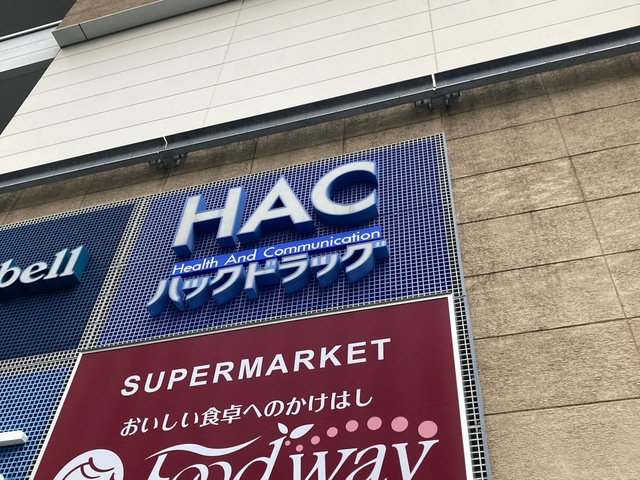 HAC
Health And Communication
ハックドラッグ
bell
SUPERMARKET
おいしい食卓へのかけはし
Foodway